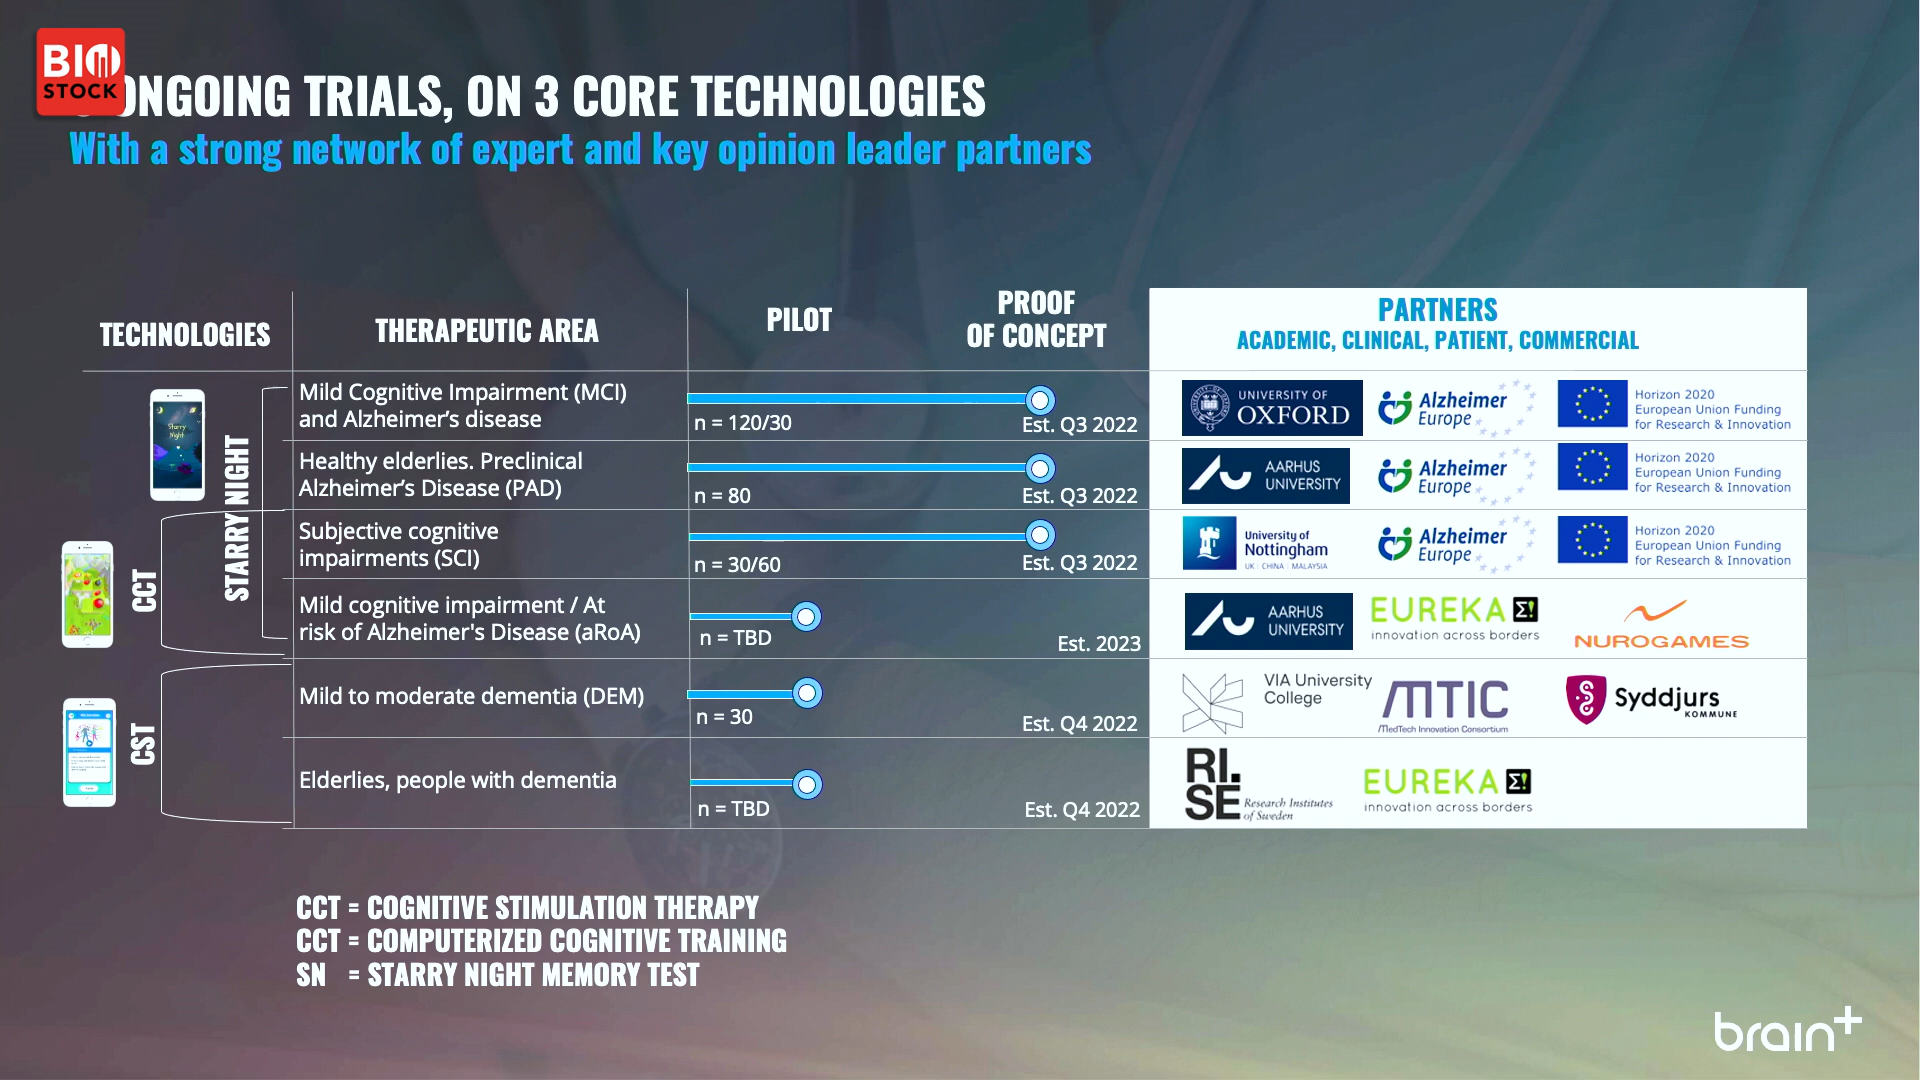 BIO
STOCK
ONGOING TRIALS, ON 3 CORE TECHNOLOGIES
With a strong network of expert and key opinion leader partners
TECHNOLOGIES
THERAPEUTIC AREA
PILOT
PROOF
OF CONCEPT
PARTNERS
ACADEMIC, CLINICAL, PATIENT, COMMERCIAL
STARRY NIGHT
CCT
CST
Starry
Night
Mild Cognitive Impairment (MCI)
and Alzheimer’s disease
n = 120/30
Est. Q3 2022
UNIVERSITY OF
OXFORD
Alzheimer
Europe
Horizon 2020
European Union Funding
for Research & Innovation
Healthy elderlies. Preclinical
Alzheimer’s Disease (PAD)
n = 80
Est. Q3 2022
AARHUS
UNIVERSITY
Alzheimer
Europe
Horizon 2020
European Union Funding
for Research & Innovation
Subjective cognitive
impairments (SCI)
n = 30/60
Est. Q3 2022
University of
Nottingham
UK | CHINA | MALAYSIA
Alzheimer
Europe
Horizon 2020
European Union Funding
for Research & Innovation
Mild cognitive impairment / At
risk of Alzheimer's Disease (aRoA)
n = TBD
Est. 2023
AARHUS
UNIVERSITY
EUREKA Σ!
innovation across borders
NUROGAMES
Mild to moderate dementia (DEM)
n = 30
Est. Q4 2022
VIA University
College
MTIC
MedTech Innovation Consortium
Syddjurs
KOMMUNE
Elderlies, people with dementia
n = TBD
Est. Q4 2022
RI.
SE Research Institutes
of Sweden
EUREKA Σ!
innovation across borders
CCT = COGNITIVE STIMULATION THERAPY
CCT = COMPUTERIZED COGNITIVE TRAINING
SN = STARRY NIGHT MEMORY TEST
brain+